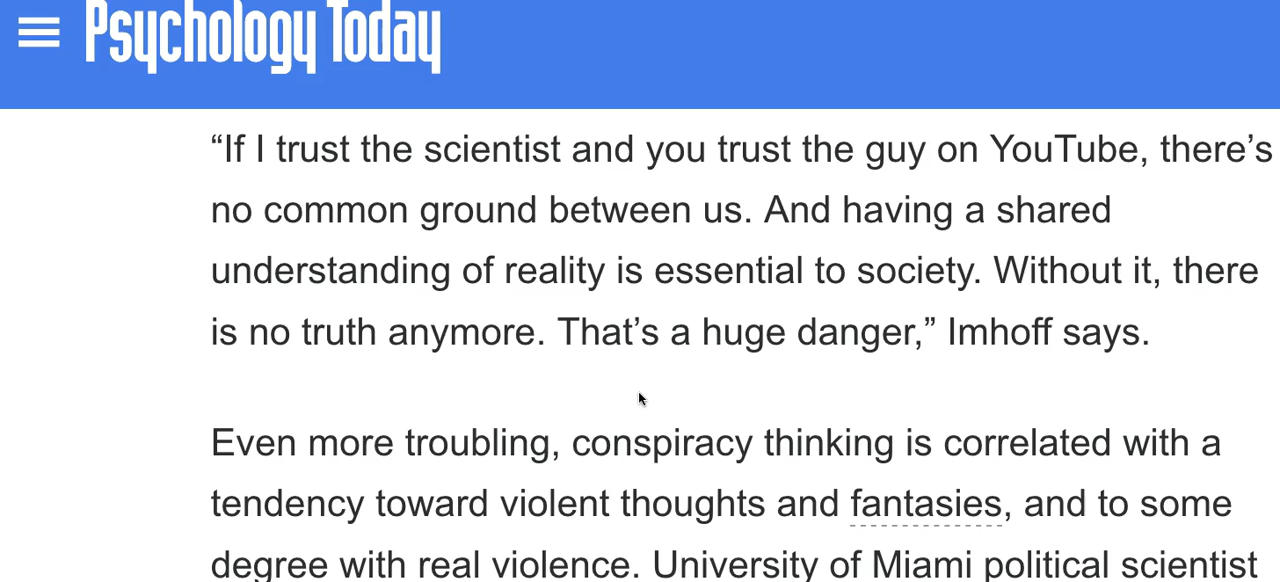 Psychology Today
“If I trust the scientist and you trust the guy on YouTube, there’s
no common ground between us. And having a shared
understanding of reality is essential to society. Without it, there
is no truth anymore. That’s a huge danger,” Imhoff says.
Even more troubling, conspiracy thinking is correlated with a
tendency toward violent thoughts and fantasies, and to some
degree with real violence. University of Miami political scientist